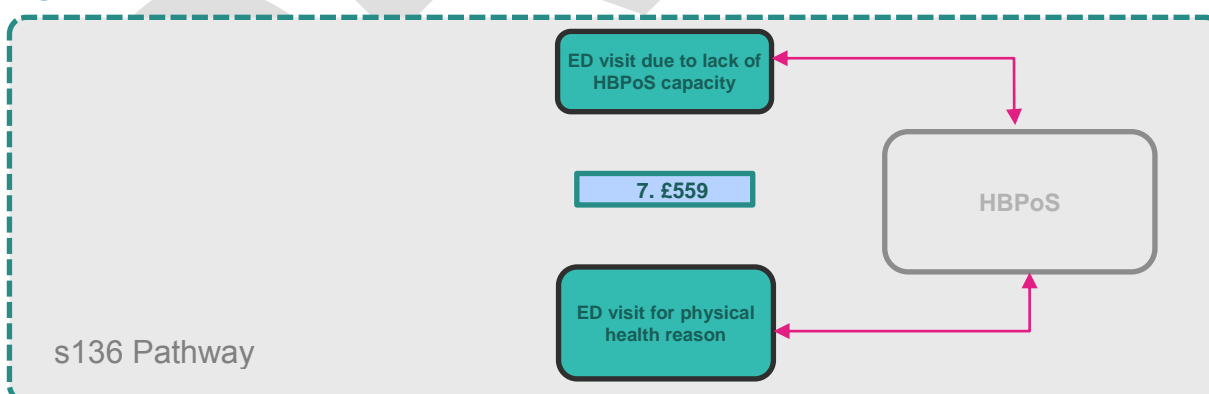 ED visit due to lack of
HBPoS capacity
7. £559
HBPoS
ED visit for physical
health reason
s136 Pathway